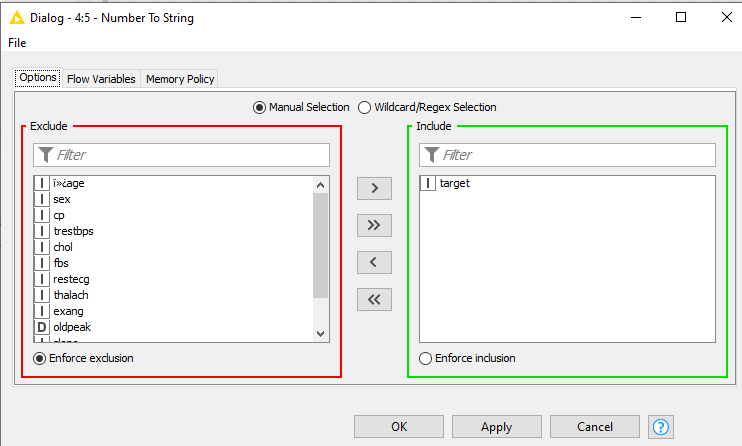 Dialog - 4:5 - Number To String
File
Options Flow Variables Memory Policy
Manual Selection Wildcard/Regex Selection
Exclude
Filter
I ï»¿age
I sex
I cp
I trestbps
I chol
I fbs
I restecg
I thalach
I exang
D oldpeak
Enforce exclusion
>
>>
<
<<
Include
Filter
I target
Enforce inclusion
OK Apply Cancel ?